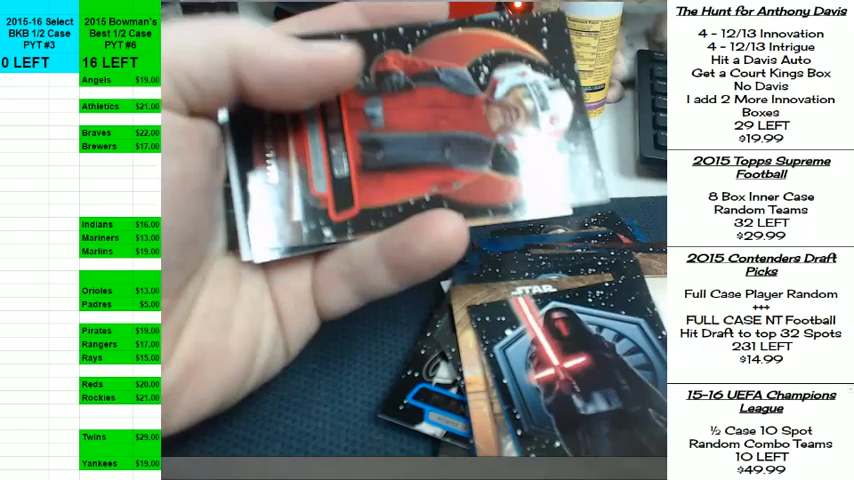 2015-16 Select
BKB 1/2 Case
PYT #3
0 LEFT
2015 Bowman's
Best 1/2 Case
PYT #6
16 LEFT
Angels $19.00
Athletics $21.00
Braves $22.00
Brewers $17.00
Indians $16.00
Mariners $13.00
Marlins $19.00
Orioles $13.00
Padres $5.00
Pirates $19.00
Rangers $17.00
Rays $15.00
Reds $20.00
Rockies $21.00
Twins $29.00
Yankees $19.00
STAR
The Hunt for Anthony Davis
4 - 12/13 Innovation
4 - 12/13 Intrigue
Hit a Davis Auto
Get a Court Kings Box
No Davis
I add 2 More Innovation
Boxes
29 LEFT
$19.99
2015 Topps Supreme
Football
8 Box Inner Case
Random Teams
32 LEFT
$29.99
2015 Contenders Draft
Picks
Full Case Player Random
+++
FULL CASE NT Football
Hit Draft to top 32 Spots
231 LEFT
$14.99
15-16 UEFA Champions
League
½ Case 10 Spot
Random Combo Teams
10 LEFT
$49.99